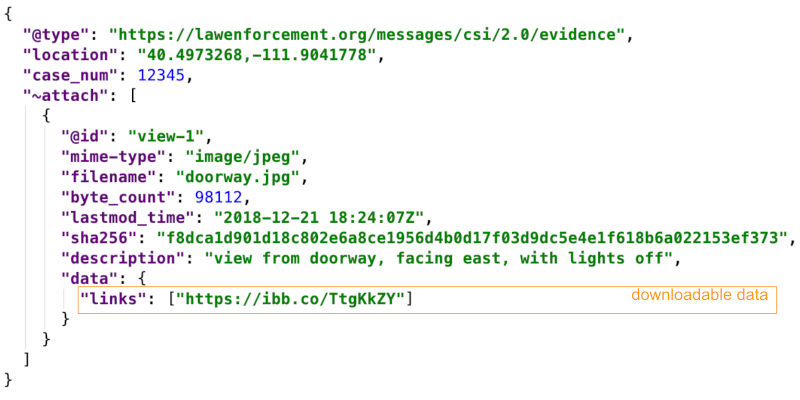 {
"@type": "https://lawenforcement.org/messages/csi/2.0/evidence",
"location": "40.4973268,-111.9041778",
"case_num": 12345,
"~attach": [
{
"@id": "view-1",
"mime-type": "image/jpeg",
"filename": "doorway.jpg",
"byte_count": 98112,
"lastmod_time": "2018-12-21 18:24:07Z",
"sha256": "f8dca1d901d18c802e6a8ce1956d4b0d17f03d9dc5e4e1f618b6a022153ef373",
"description": "view from doorway, facing east, with lights off",
"data": {
"links": ["https://ibb.co/TtgKkZY"] downloadable data
}
}
]
}